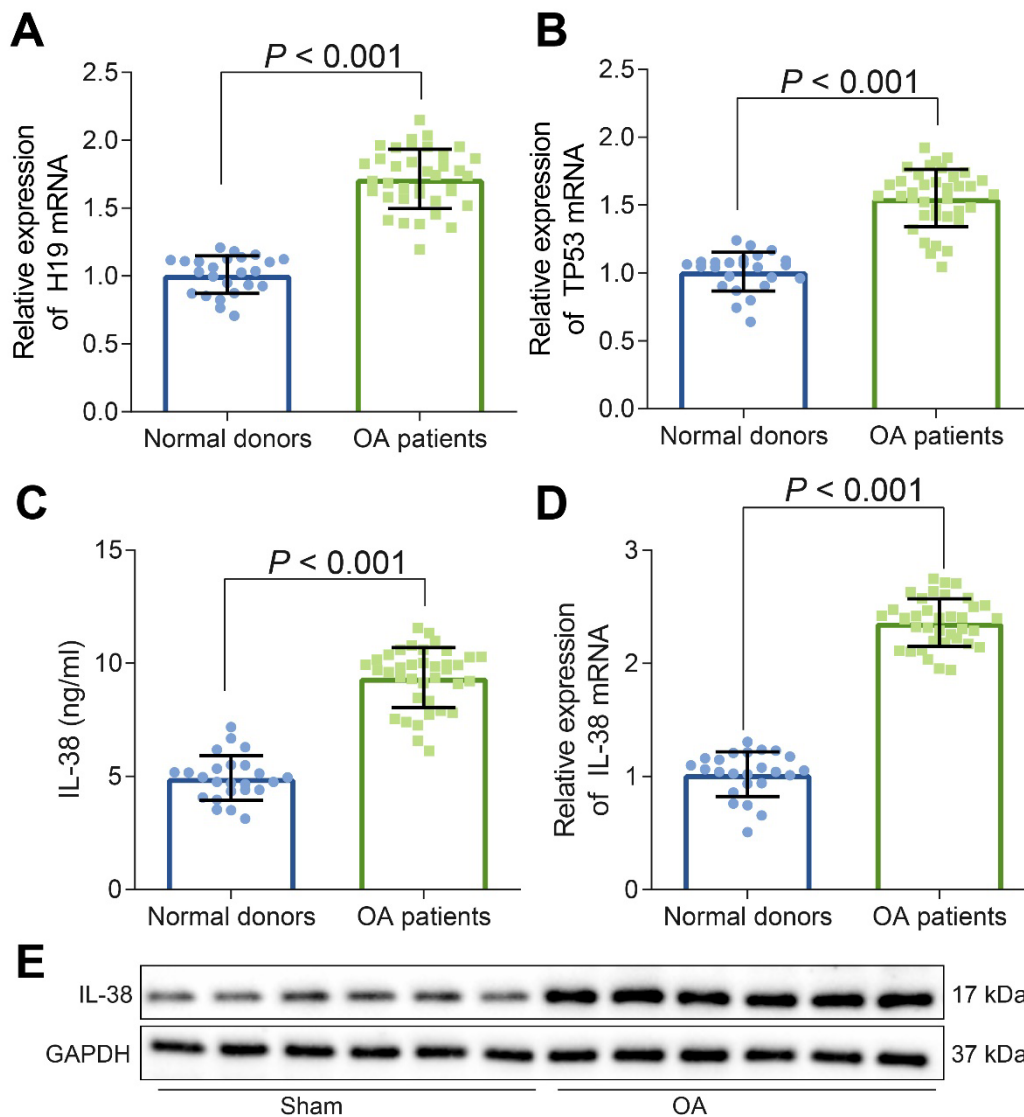 A
P < 0.001
Relative expression
of H19 mRNA
2.5
2.0
1.5
1.0
0.5
0.0
Normal donors
OA patients
B
P < 0.001
Relative expression
of TP53 mRNA
2.5
2.0
1.5
1.0
0.5
0.0
Normal donors
OA patients
C
P < 0.001
IL-38 (ng/ml)
15
10
5
0
Normal donors
OA patients
D
P < 0.001
Relative expression
of IL-38 mRNA
3
2
1
0
Normal donors
OA patients
E
IL-38
17 kDa
GAPDH
37 kDa
Sham
OA